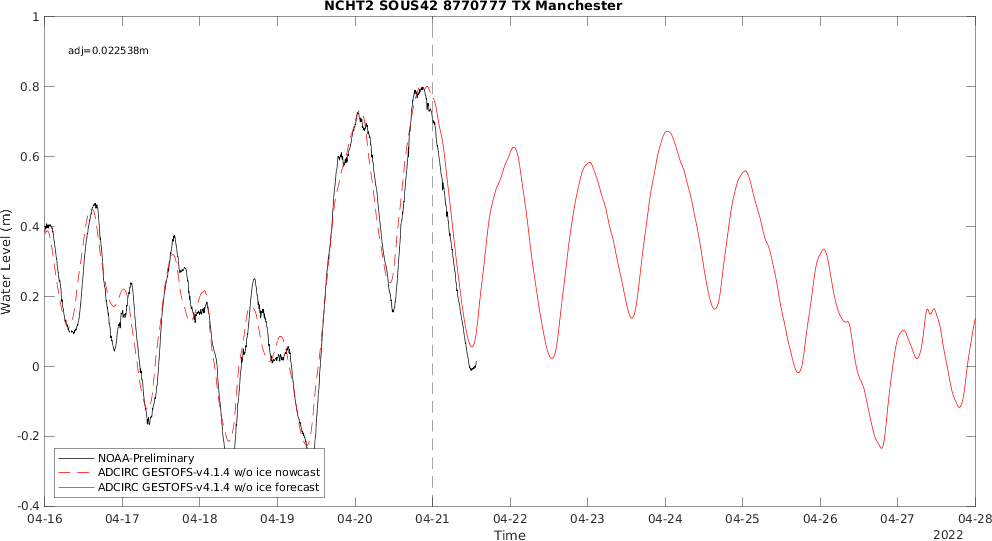 NCHT2 SOUS42 8770777 TX Manchester
adj=0.022538m
Water Level (m)
1
0.8
0.6
0.4
0.2
0
-0.2
-0.4
NOAA-Preliminary
ADCIRC GESTOFS-v4.1.4 w/o ice nowcast
ADCIRC GESTOFS-v4.1.4 w/o ice forecast
04-16 04-17 04-18 04-19 04-20 04-21 04-22 04-23 04-24 04-25 04-26 04-27 04-28
Time
2022